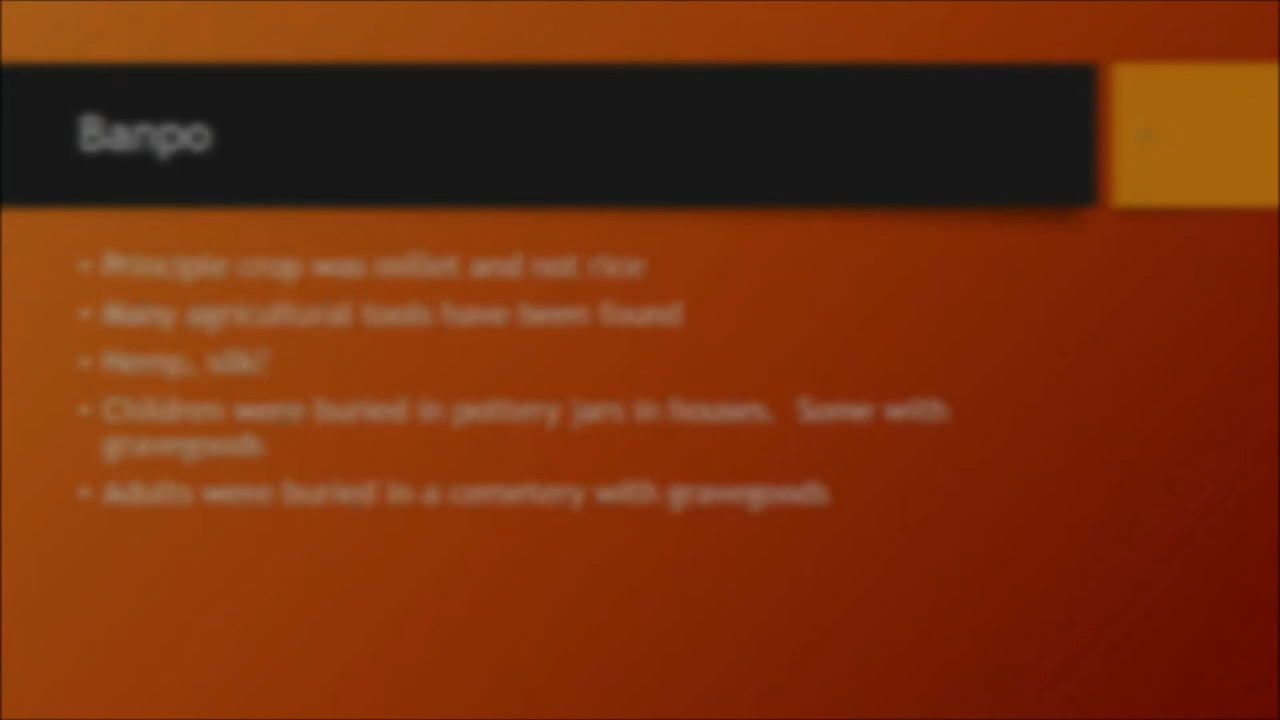 Banpo
• Principle crop was millet and not rice
• Many agricultural tools have been found
• Hemp, silk?
• Children were buried in pottery jars in houses.  Some with
gravegoods
• Adults were buried in a cemetery with gravegoods